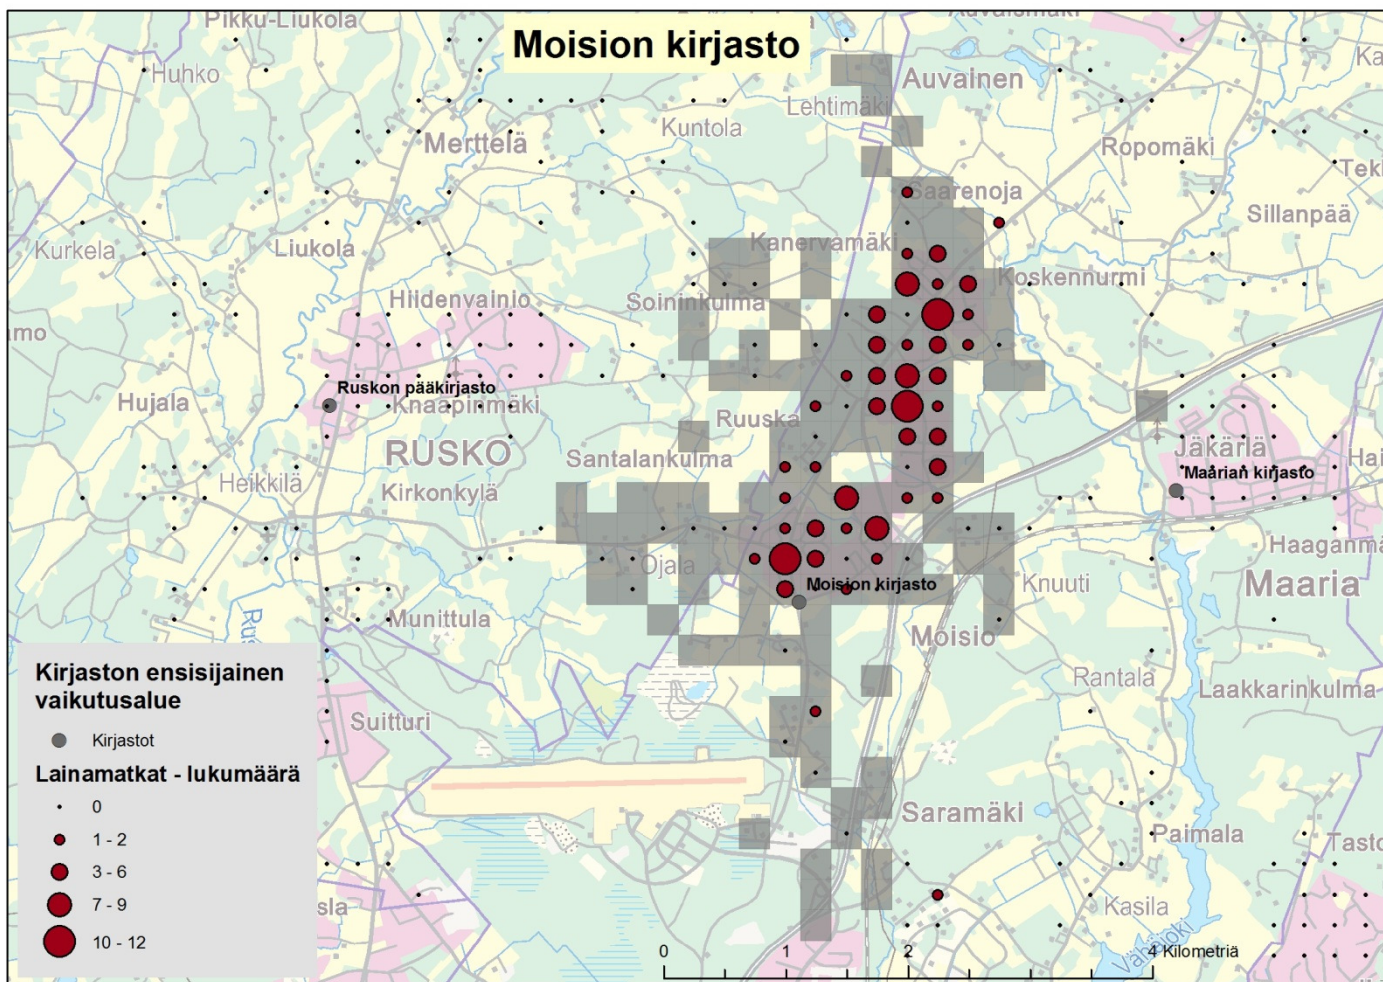 Pikku-Liukola
Moision kirjasto
Auvaismäki
Huhko
Auvainen
Lehtimäki
Kuntola
Merttelä
Ropomäki
Saarenoja
Sillanpää
Kurkela
Liukola
Kanervamäki
Koskennurmi
Hiidenvainio
Soininkulma
Ruskon pääkirjasto
Hujala
Knaapinmäki
Ruuska
RUSKO
Santalankulma
Jäkärlä
Maarian kirjasto
Heikkilä
Kirkonkylä
Ojala
Moision kirjasto
Knuuti
Maaria
Munittula
Moisio
Rantala
Laakkarinkulma
Kirjaston ensisijainen
vaikutusalue
Suitturi
Kirjastot
Lainamatkat - lukumäärä
0
1 - 2
3 - 6
7 - 9
10 - 12
Saramäki
Paimala
Kasila
0 1 2 4 Kilometriä